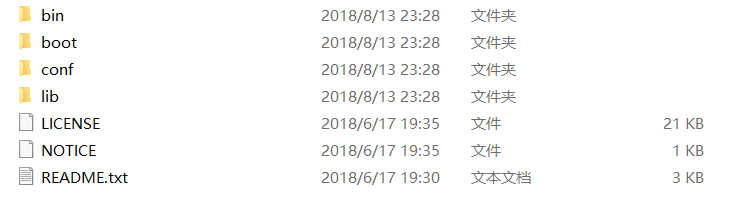 bin 2018/8/13 23:28 文件夹
boot 2018/8/13 23:28 文件夹
conf 2018/8/13 23:28 文件夹
lib 2018/8/13 23:28 文件夹
LICENSE 2018/6/17 19:35 文件 21 KB
NOTICE 2018/6/17 19:35 文件 1 KB
README.txt 2018/6/17 19:30 文本文档 3 KB